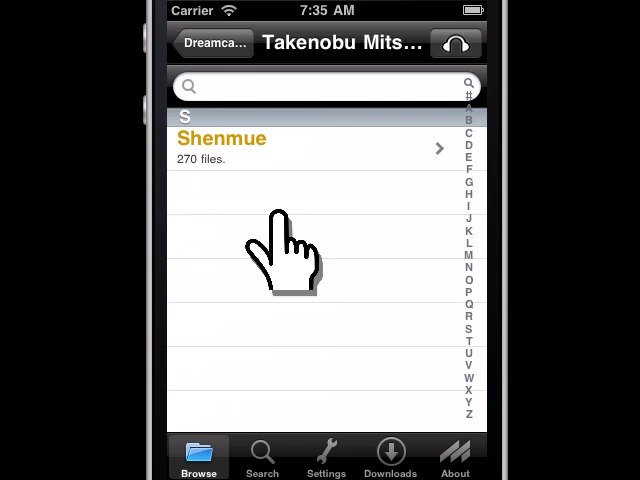 Carrier 7:35 AM
Dreamca... Takenobu Mits...
S
Shenmue
270 files.
#
A
B
C
D
E
F
G
H
I
J
K
L
M
N
O
P
Q
R
S
T
U
V
W
X
Y
Z
Browse Search Settings Downloads About